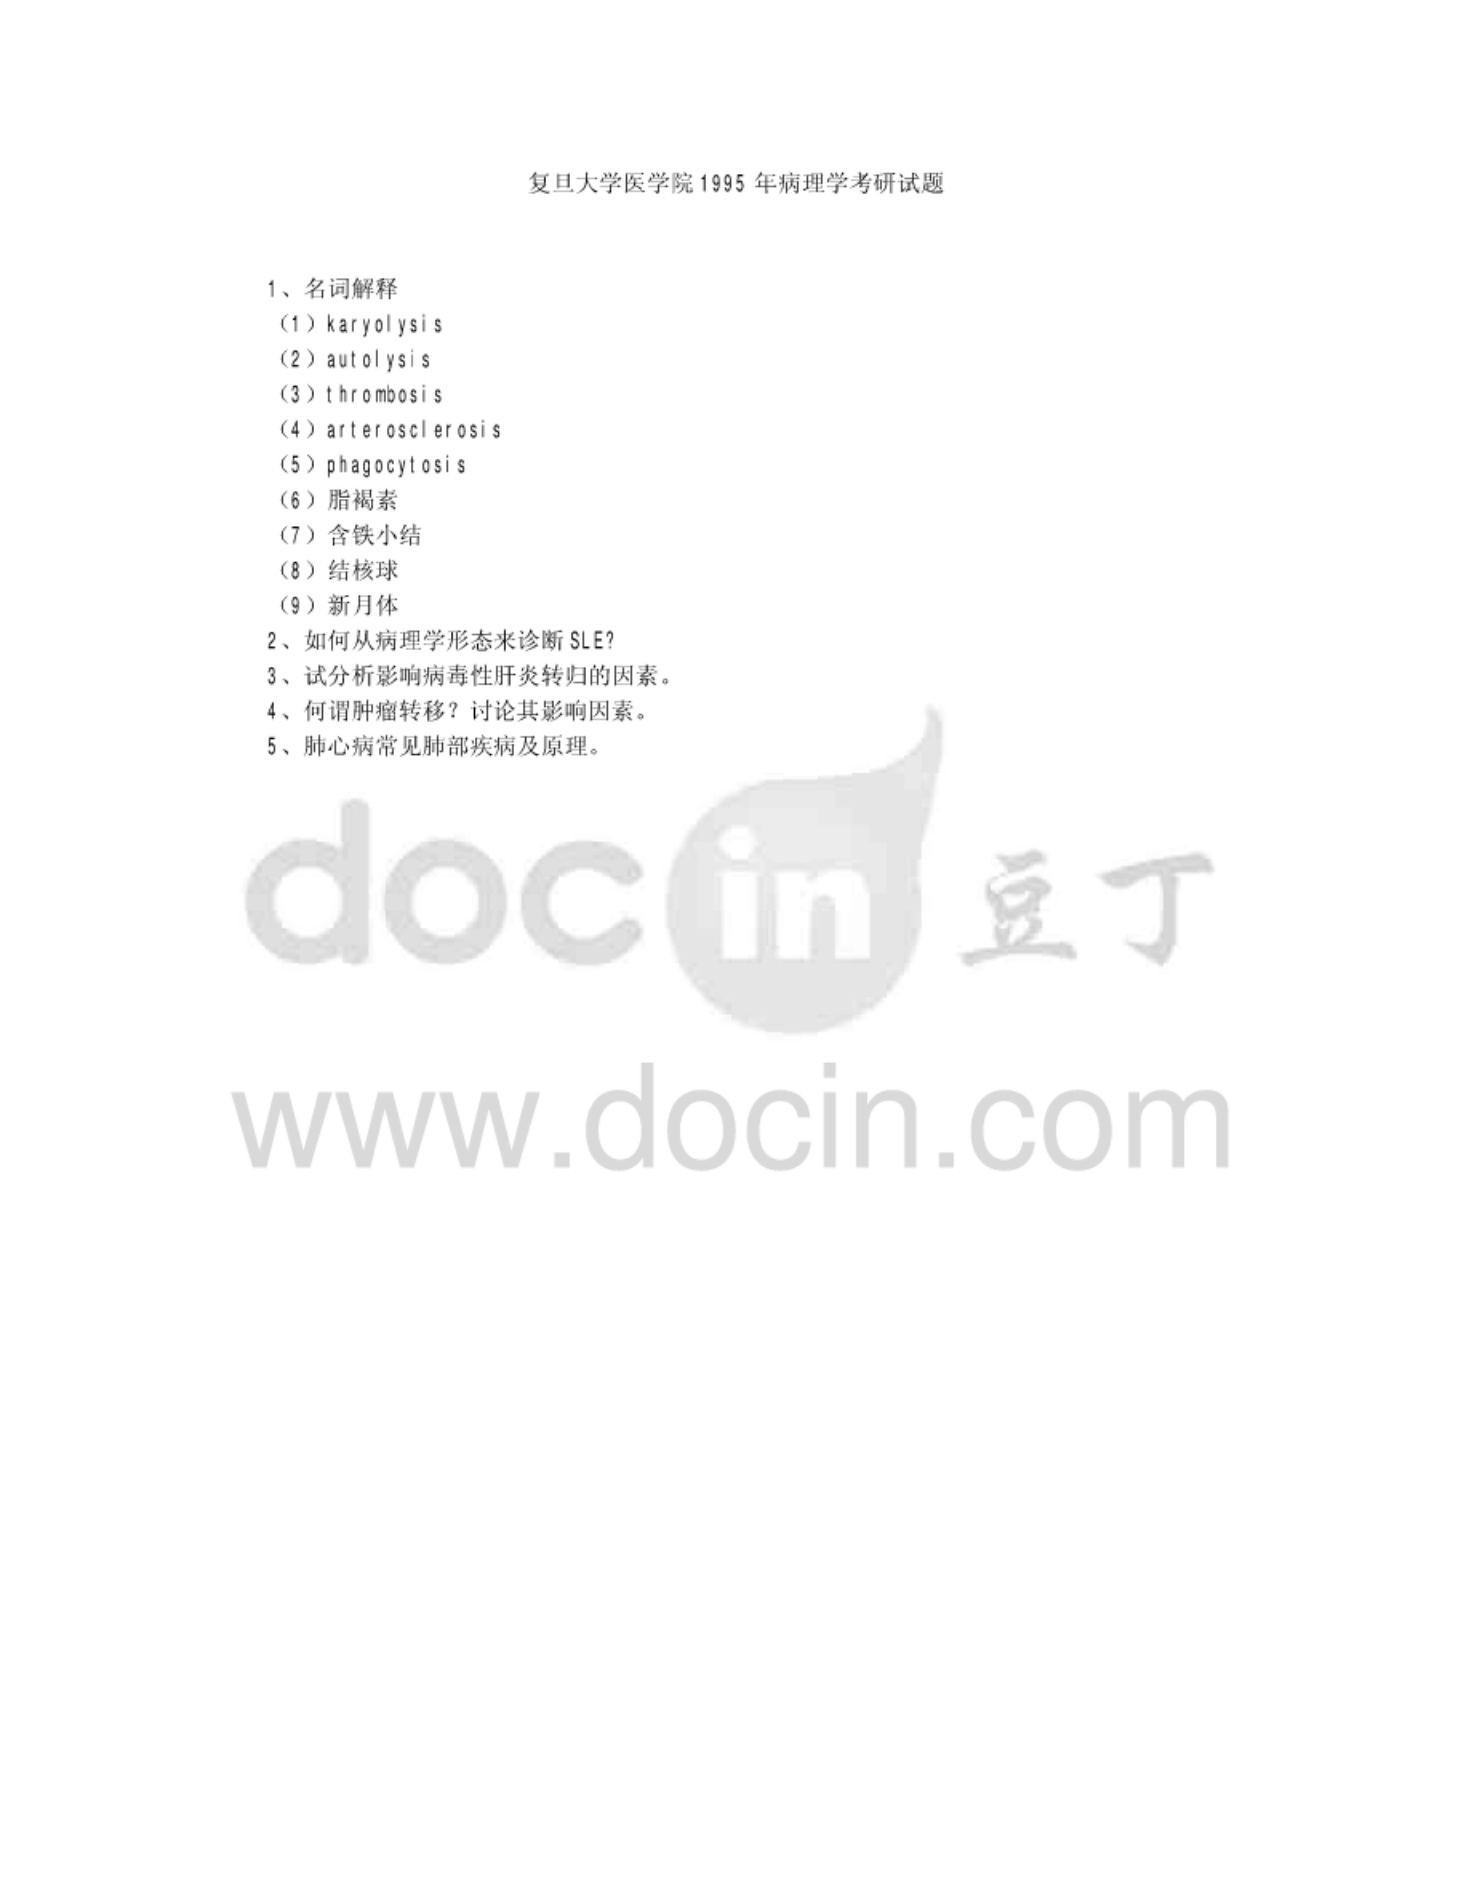 复旦大学医学院1995 年病理学考研试题
1、名词解释
（1）karyolysis
（2）autolysis
（3）thrombosis
（4）arterosclerosis
（5）phagocytosis
（6）脂褐素
（7）含铁小结
（8）结核球
（9）新月体
2、如何从病理学形态来诊断 SLE?
3、试分析影响病毒性肝炎转归的因素。
4、何谓肿瘤转移？讨论其影响因素。
5、肺心病常见肺部疾病及原理。
docin 豆丁
www.docin.com